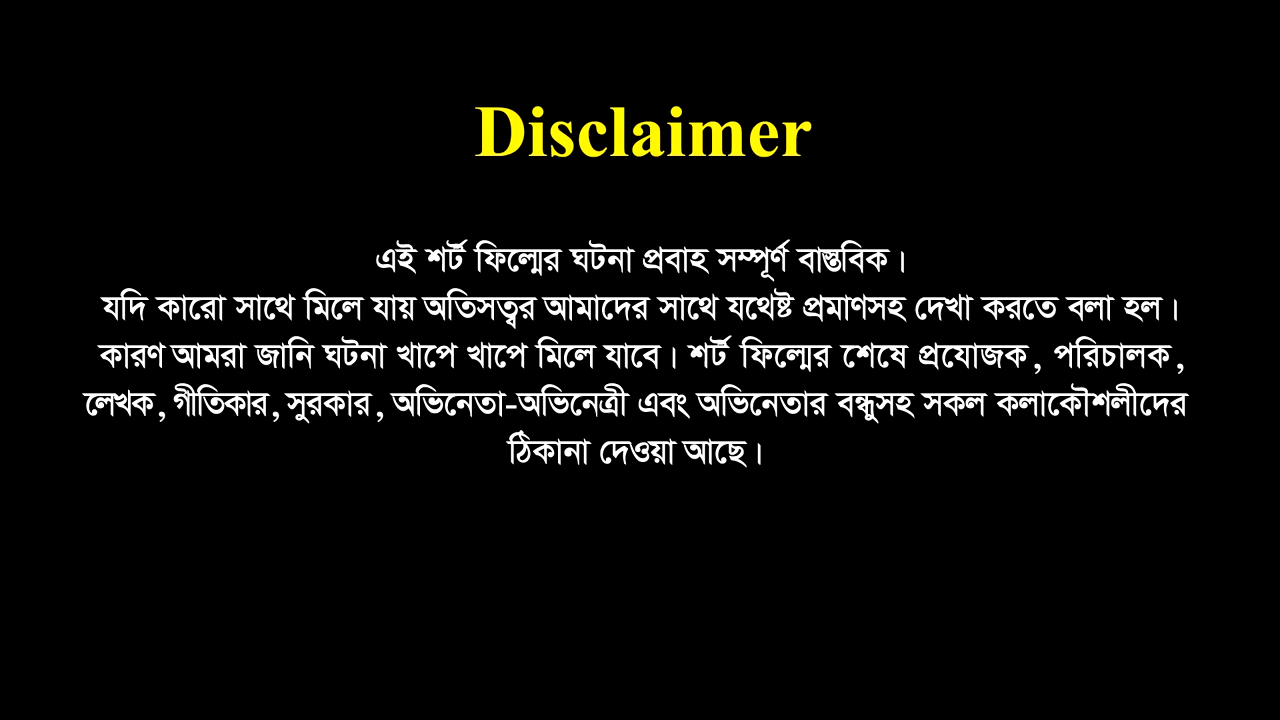 Disclaimer
এই শর্ট ফিল্মের ঘটনা প্রবাহ সম্পূর্ণ বাস্তবিক।
যদি কারো সাথে মিলে যায় অতিসত্বর আমাদের সাথে যথেষ্ট প্রমাণসহ দেখা করতে বলা হল।
কারণ আমরা জানি ঘটনা খাপে খাপে মিলে যাবে। শর্ট ফিল্মের শেষে প্রযোজক, পরিচালক,
লেখক, গীতিকার, সুরকার, অভিনেতা-অভিনেত্রী এবং অভিনেতার বন্ধুসহ সকল কলাকৌশলীদের
ঠিকানা দেওয়া আছে।